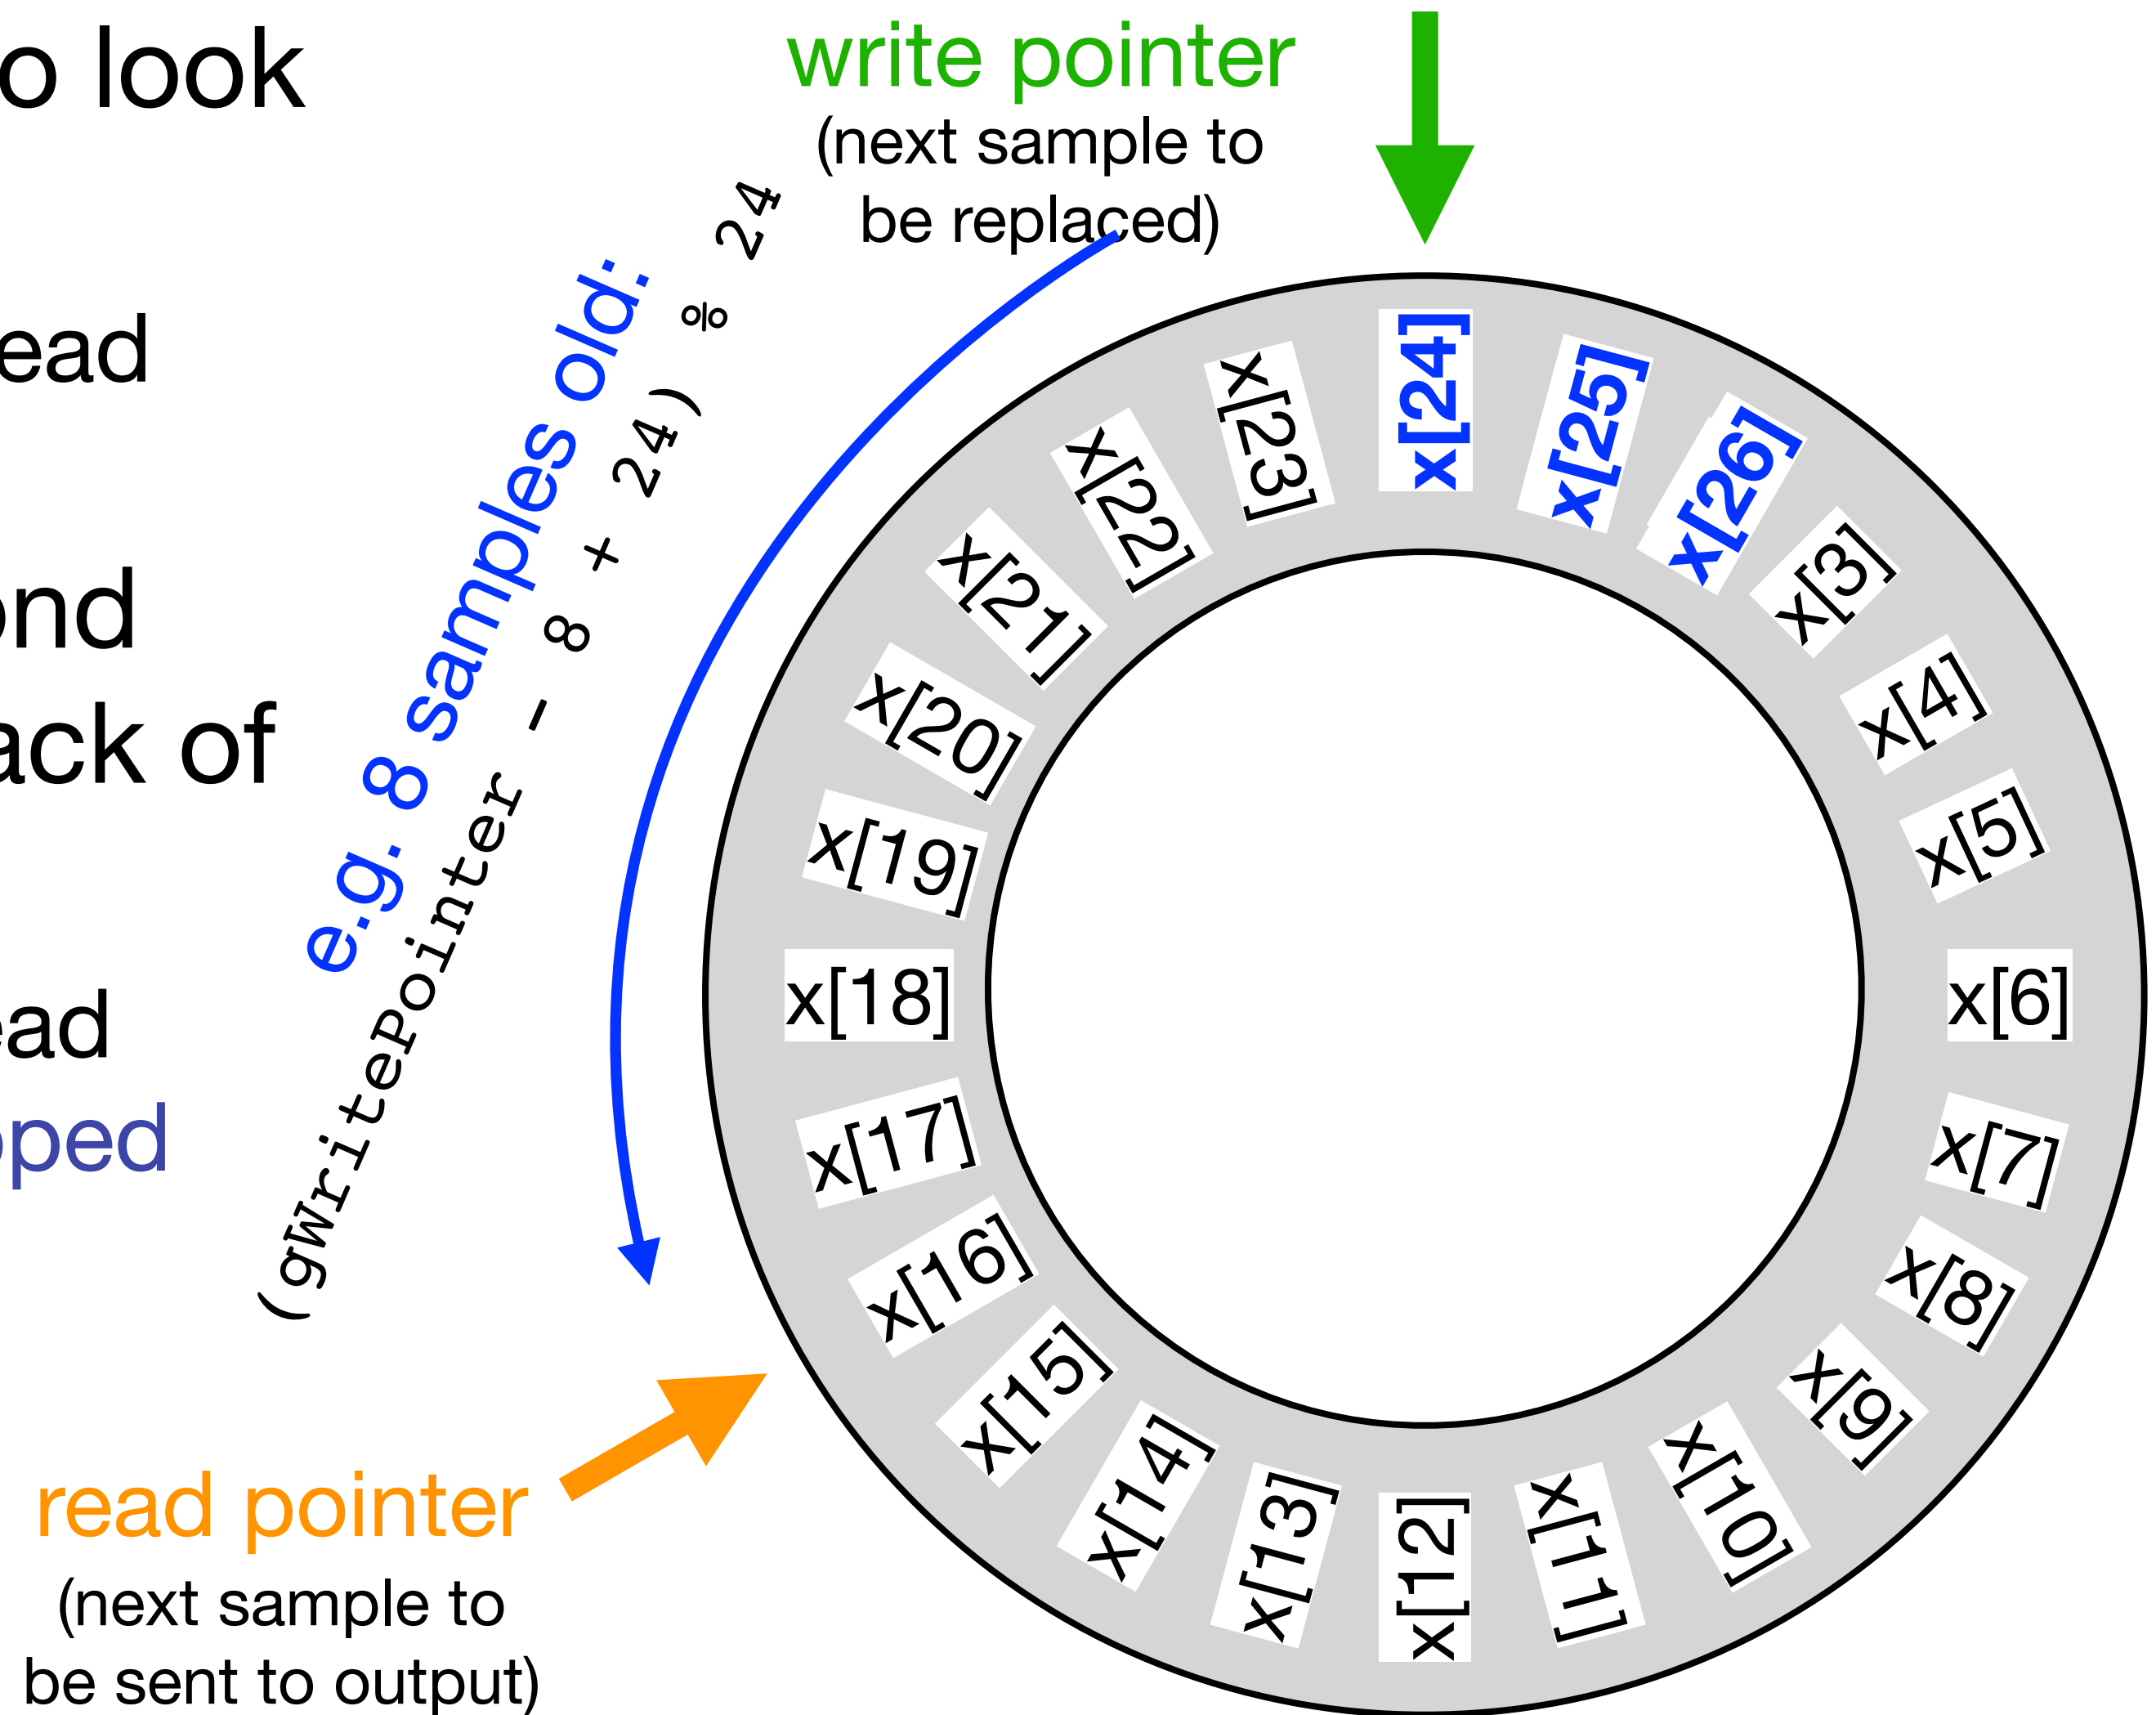 o look
ead
ond
ack of
ead
pped
write pointer
(next sample to
be replaced)
e.g. 8 samples old:
(gWritePointer - 8 + 24) % 24
x[24]
x[25]
x[26]
x[3]
x[4]
x[5]
x[6]
x[7]
x[8]
x[9]
x[10]
x[11]
x[12]
x[13]
x[14]
x[15]
x[16]
x[17]
x[18]
x[19]
x[20]
x[21]
x[22]
x[23]
read pointer
(next sample to
be sent to output)